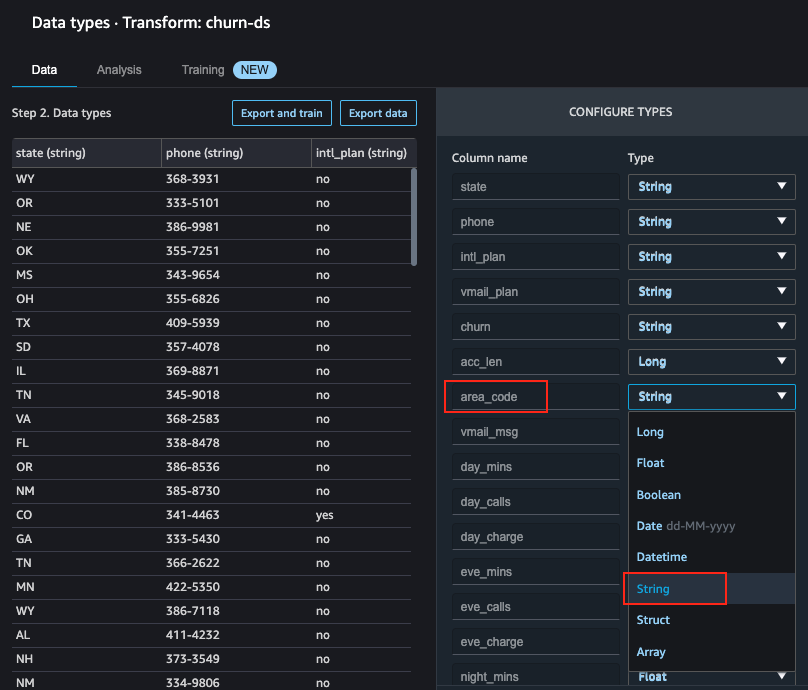 Data types · Transform: churn-ds
Data Analysis Training NEW
Step 2. Data types Export and train Export data
state (string) phone (string) intl_plan (string)
WY 368-3931 no
OR 333-5101 no
NE 386-9981 no
OK 355-7251 no
MS 343-9654 no
OH 355-6826 no
TX 409-5939 no
SD 357-4078 no
IL 369-8871 no
TN 345-9018 no
VA 368-2583 no
FL 338-8478 no
OR 386-8536 no
NM 385-8730 no
CO 341-4463 yes
GA 333-5430 no
TN 366-2622 no
MN 422-5350 no
WY 386-7118 no
AL 411-4232 no
NH 373-3549 no
NM 334-9806 no
CONFIGURE TYPES
Column name Type
state String
phone String
intl_plan String
vmail_plan String
churn String
acc_len Long
area_code String
vmail_msg
day_mins
day_calls
day_charge
eve_mins
eve_calls
eve_charge
night_mins Float
Long
Float
Boolean
Date dd-MM-yyyy
Datetime
String
Struct
Array